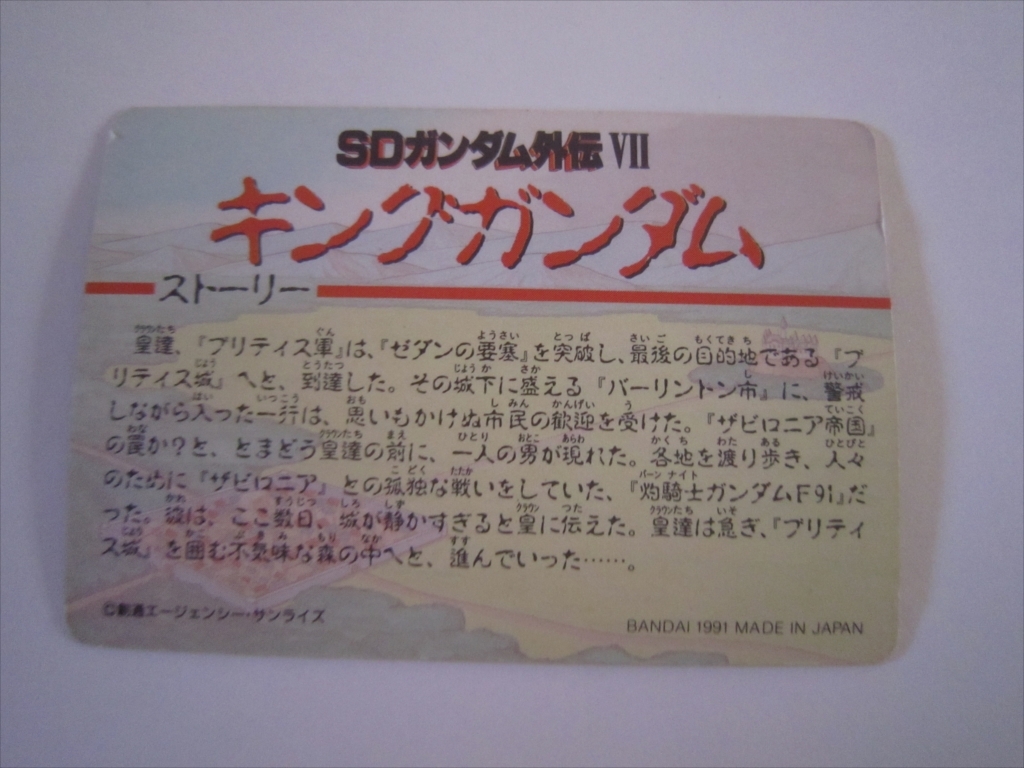 SDガンダム外伝 VII
キングガンダム
ストーリー
皇達、『ブリティス軍』は、『ゼダンの要塞』を突破し、最後の目的地である『ブ
リティス城』へと、到達した。その城下に盛える『バーリントン市』に、警戒
しながら入った一行は、思いもかけぬ市民の歓迎を受けた。『ザビロニア帝国』
の罠か?と、とまどう皇達の前に、一人の男が現れた。各地を渡り歩き、人々
のために『ザビロニア』との孤独な戦いをしていた、『灼騎士ガンダムF91』だ
った。彼は、ここ数日、城が静かすぎると皇に伝えた。皇達は急ぎ、『ブリティ
ス城』を囲む不気味な森の中へと、進んでいった……。
©創通エージェンシー・サンライズ
BANDAI 1991 MADE IN JAPAN